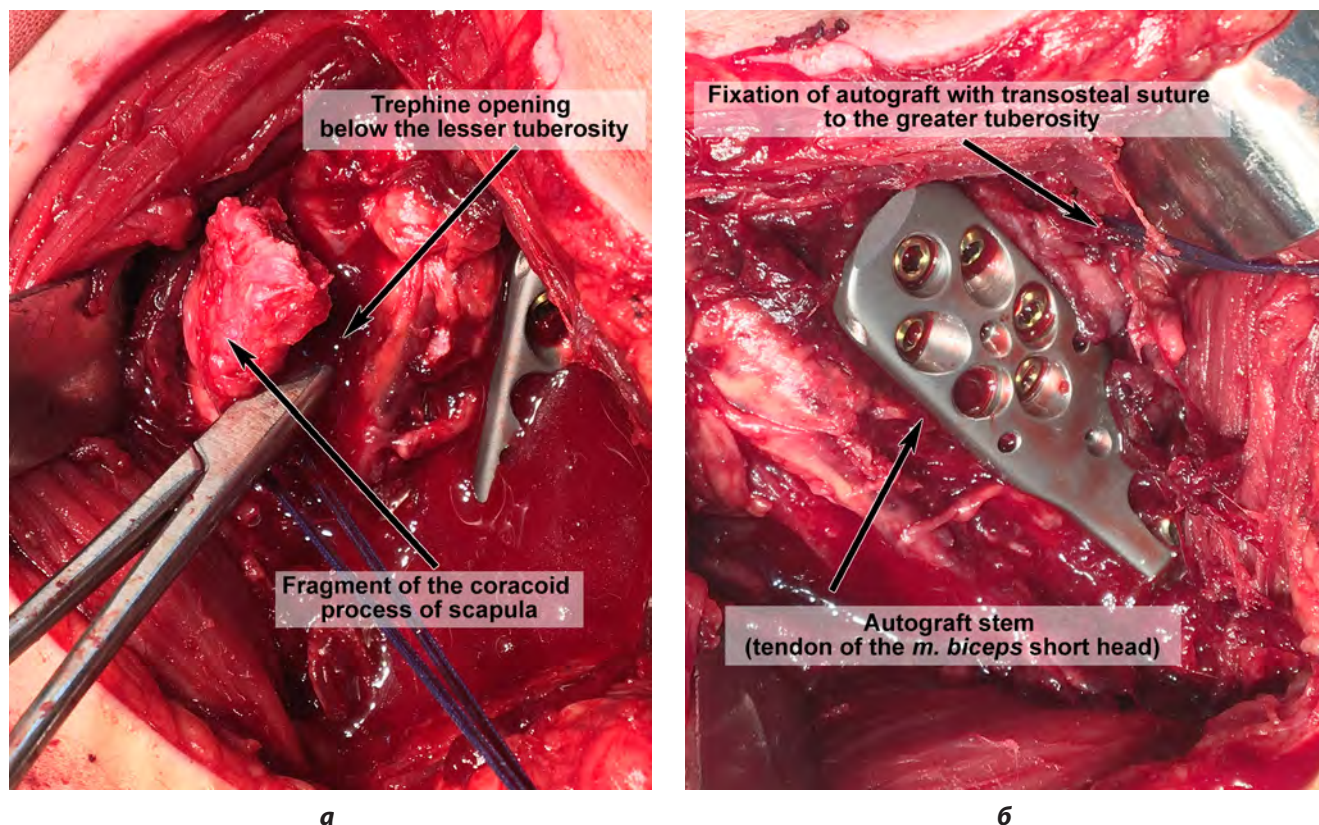 Trephine opening
below the lesser tuberosity
Fragment of the coracoid
process of scapula
а
Fixation of autograft with transosteal suture
to the greater tuberosity
Autograft stem
(tendon of the m. biceps short head)
б